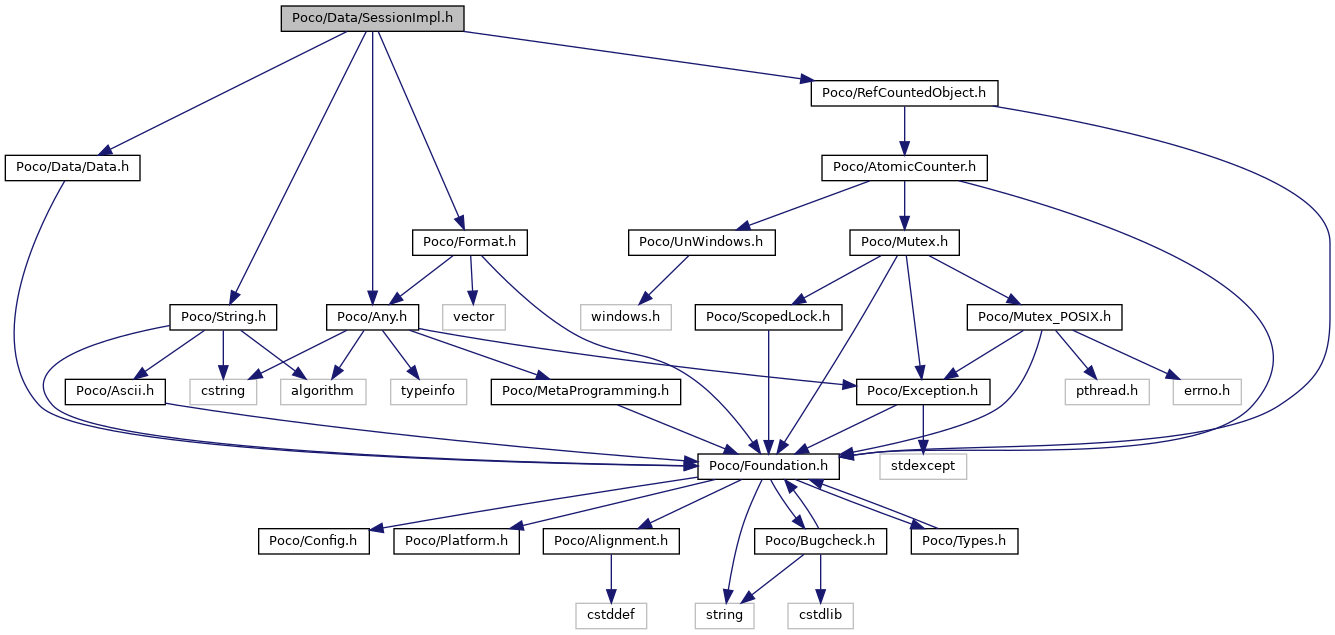 Poco/Data/SessionImpl.h
Poco/RefCountedObject.h
Poco/Data/Data.h
Poco/AtomicCounter.h
Poco/Format.h
Poco/UnWindows.h
Poco/Mutex.h
Poco/String.h
Poco/Any.h
vector
windows.h
Poco/ScopedLock.h
Poco/Mutex_POSIX.h
Poco/Ascii.h
cstring
algorithm
typeinfo
Poco/MetaProgramming.h
Poco/Exception.h
pthread.h
errno.h
Poco/Foundation.h
stdexcept
Poco/Config.h
Poco/Platform.h
Poco/Alignment.h
Poco/Bugcheck.h
Poco/Types.h
cstddef
string
cstdlib